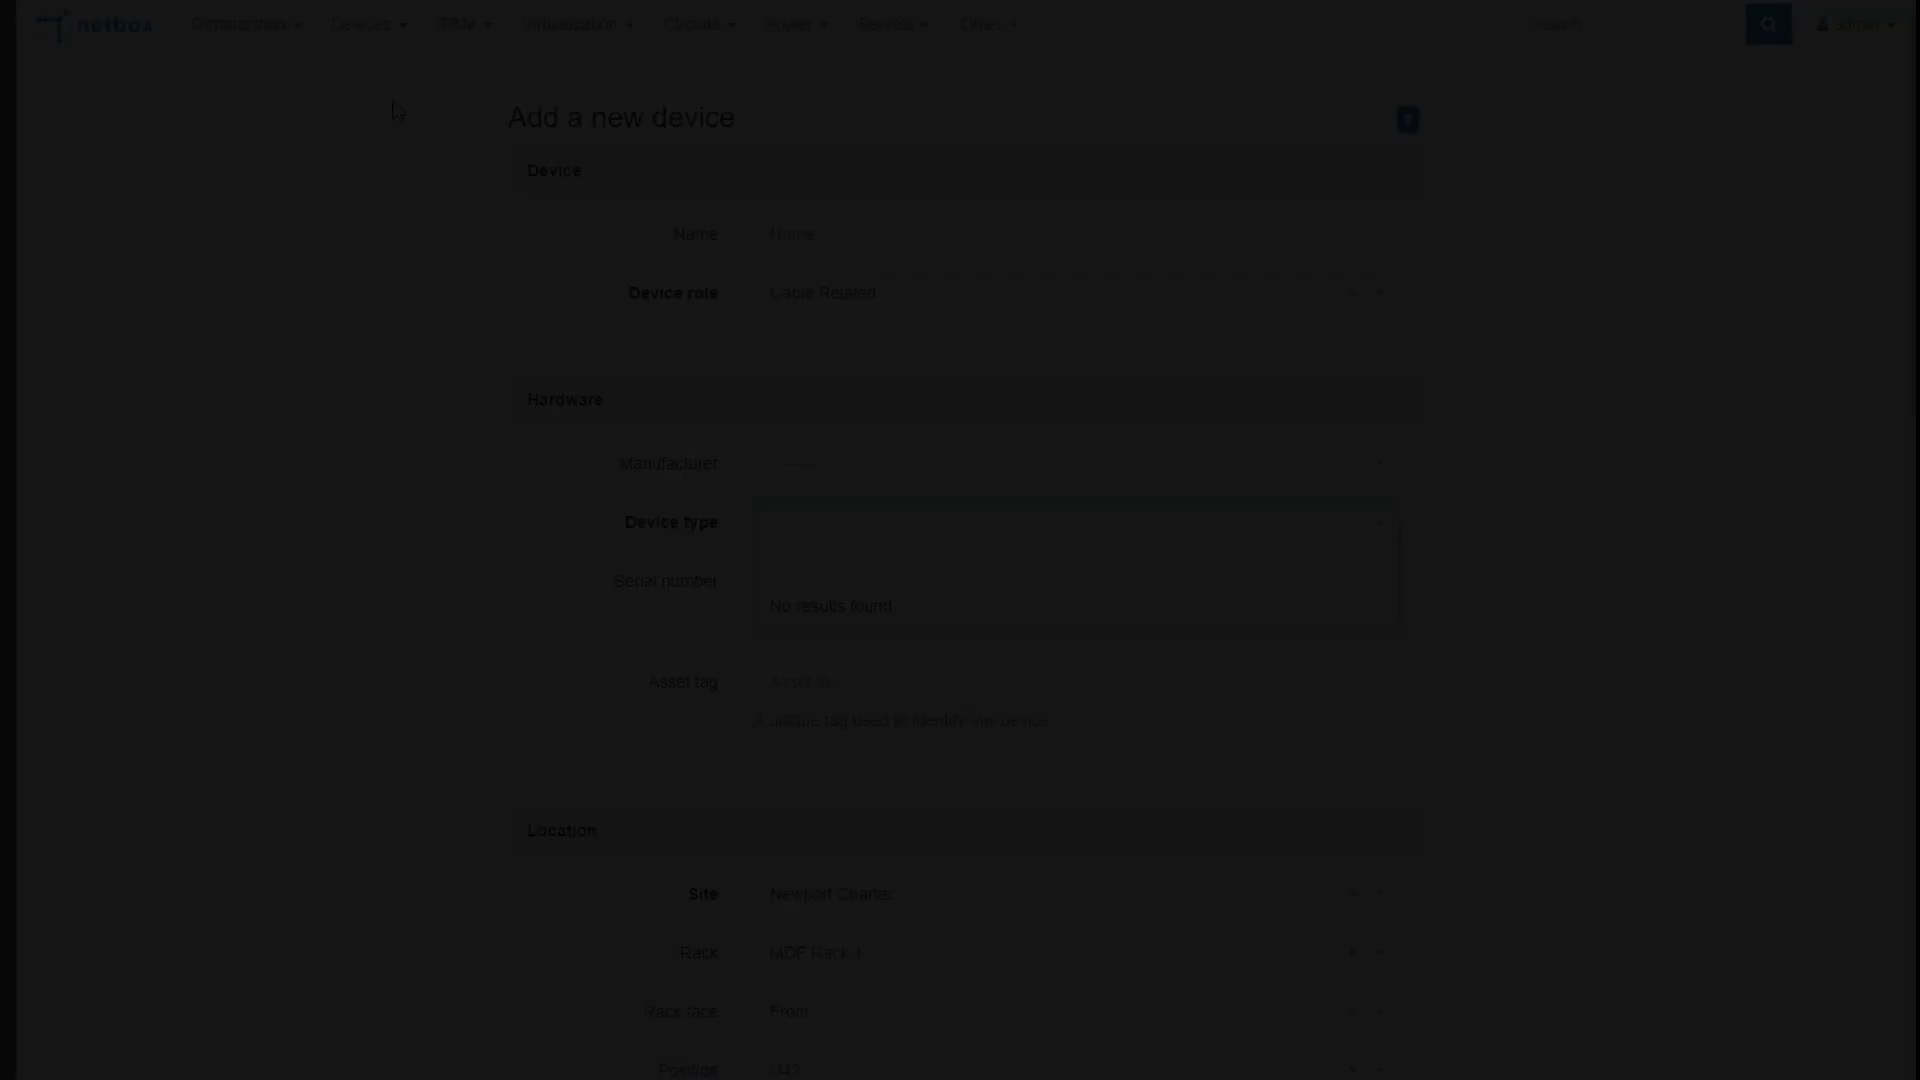 netbox Organization Devices IPAM Virtualization Circuits Power Secrets Other Search admin
Add a new device
Device
Name Name
Device role Cable Related
Hardware
Manufacturer ---------
Device type
Serial number
No results found
Asset tag Asset tag
A unique tag used to identify this device
Location
Site Newport Charter
Rack MDF Rack 1
Rack face Front
Position